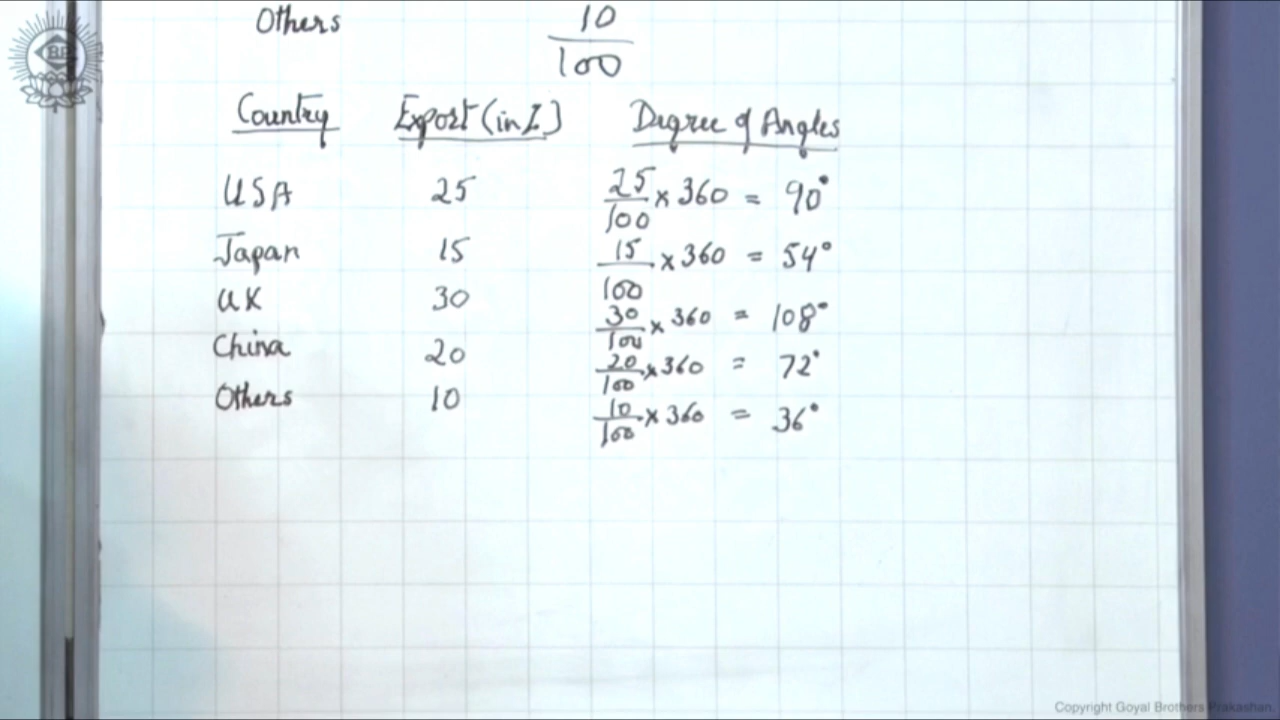 Others 10
100
Country Export (in %) Degree of Angles
USA 25 25/100 × 360 = 90°
Japan 15 15/100 × 360 = 54°
UK 30 30/100 × 360 = 108°
China 20 20/100 × 360 = 72°
Others 10 10/100 × 360 = 36°
Copyright Goyal Brothers Prakashan.